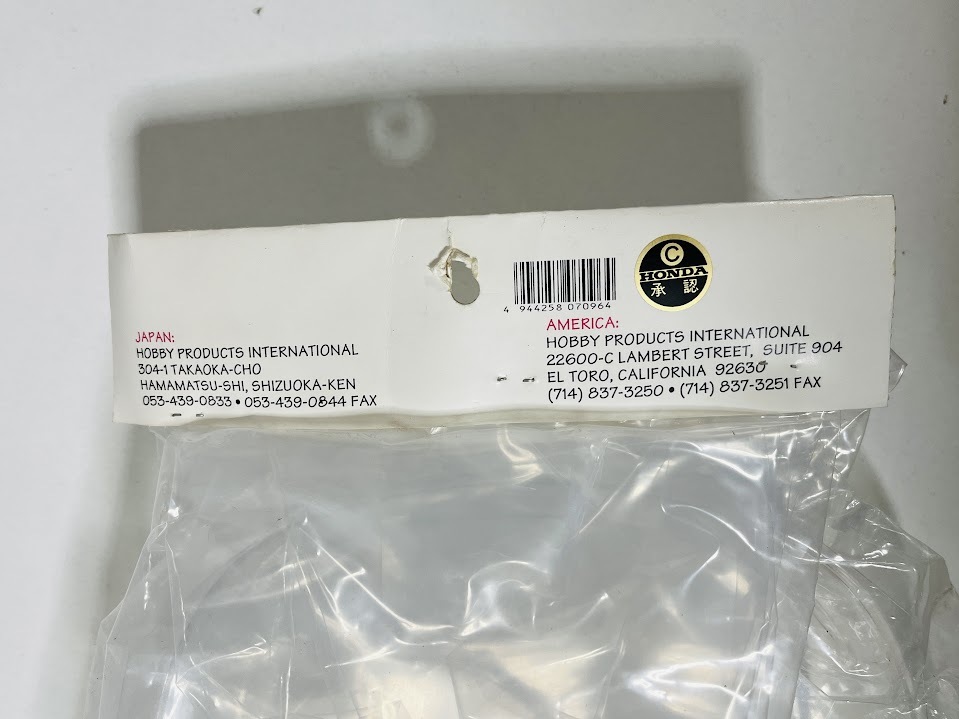 JAPAN:
HOBBY PRODUCTS INTERNATIONAL
304-1 TAKAOKA-CHO
HAMAMATSU-SHI, SHIZUOKA-KEN
053-439-0833 • 053-439-0844 FAX
4 944258 070964
©
HONDA
承認
AMERICA:
HOBBY PRODUCTS INTERNATIONAL
22600-C LAMBERT STREET, SUITE 904
EL TORO, CALIFORNIA 92630
(714) 837-3250 • (714) 837-3251 FAX